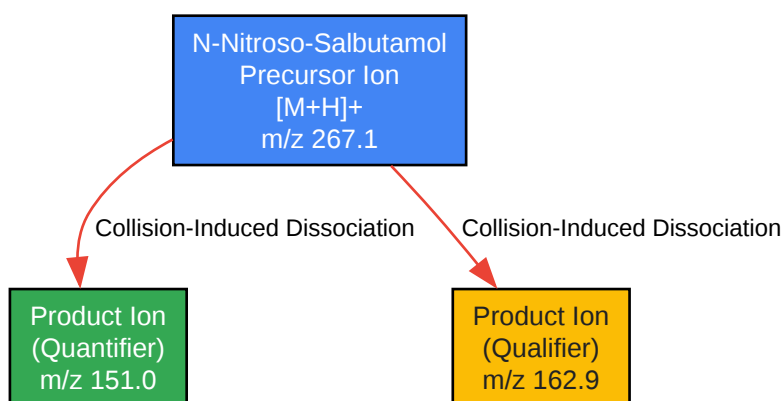 N-Nitroso-Salbutamol
Precursor Ion
[M+H]+
m/z 267.1
Collision-Induced Dissociation
Collision-Induced Dissociation
Product Ion
(Quantifier)
m/z 151.0
Product Ion
(Qualifier)
m/z 162.9